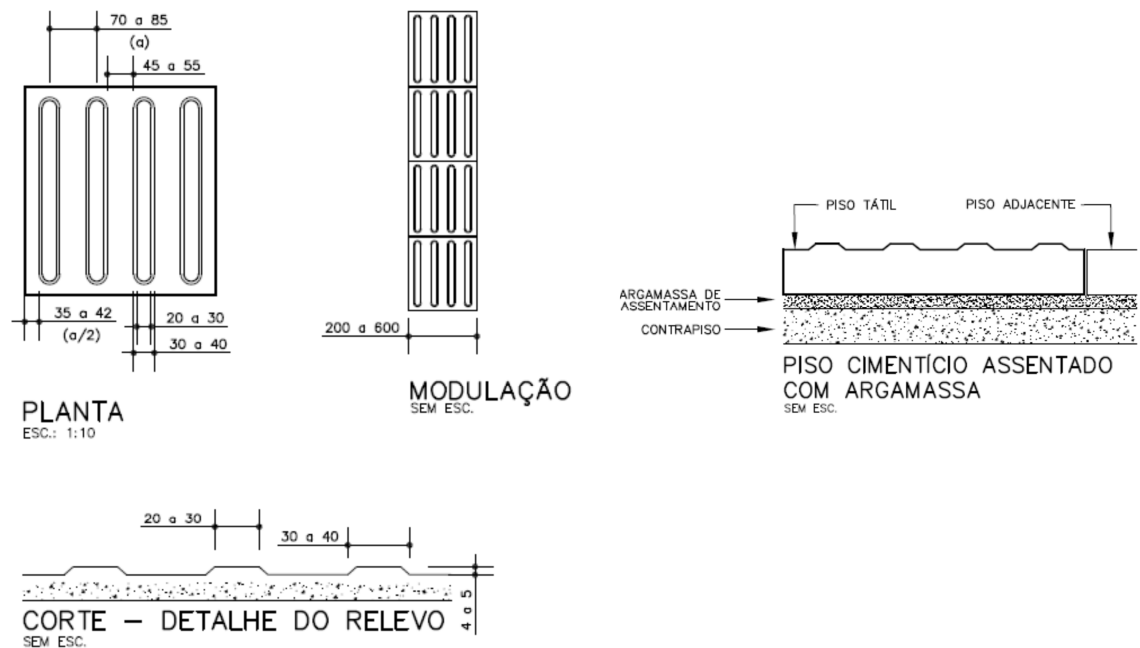 70 a 85
(a)
45 a 55
35 a 42
(a/2)
20 a 30
30 a 40
PLANTA
ESC.: 1:10
200 a 600
MODULAÇÃO
SEM ESC.
PISO TÁTIL
PISO ADJACENTE
ARGAMASSA DE
ASSENTAMENTO
CONTRAPISO
PISO CIMENTÍCIO ASSENTADO
COM ARGAMASSA
SEM ESC.
20 a 30
30 a 40
4 a 5
CORTE – DETALHE DO RELEVO
SEM ESC.